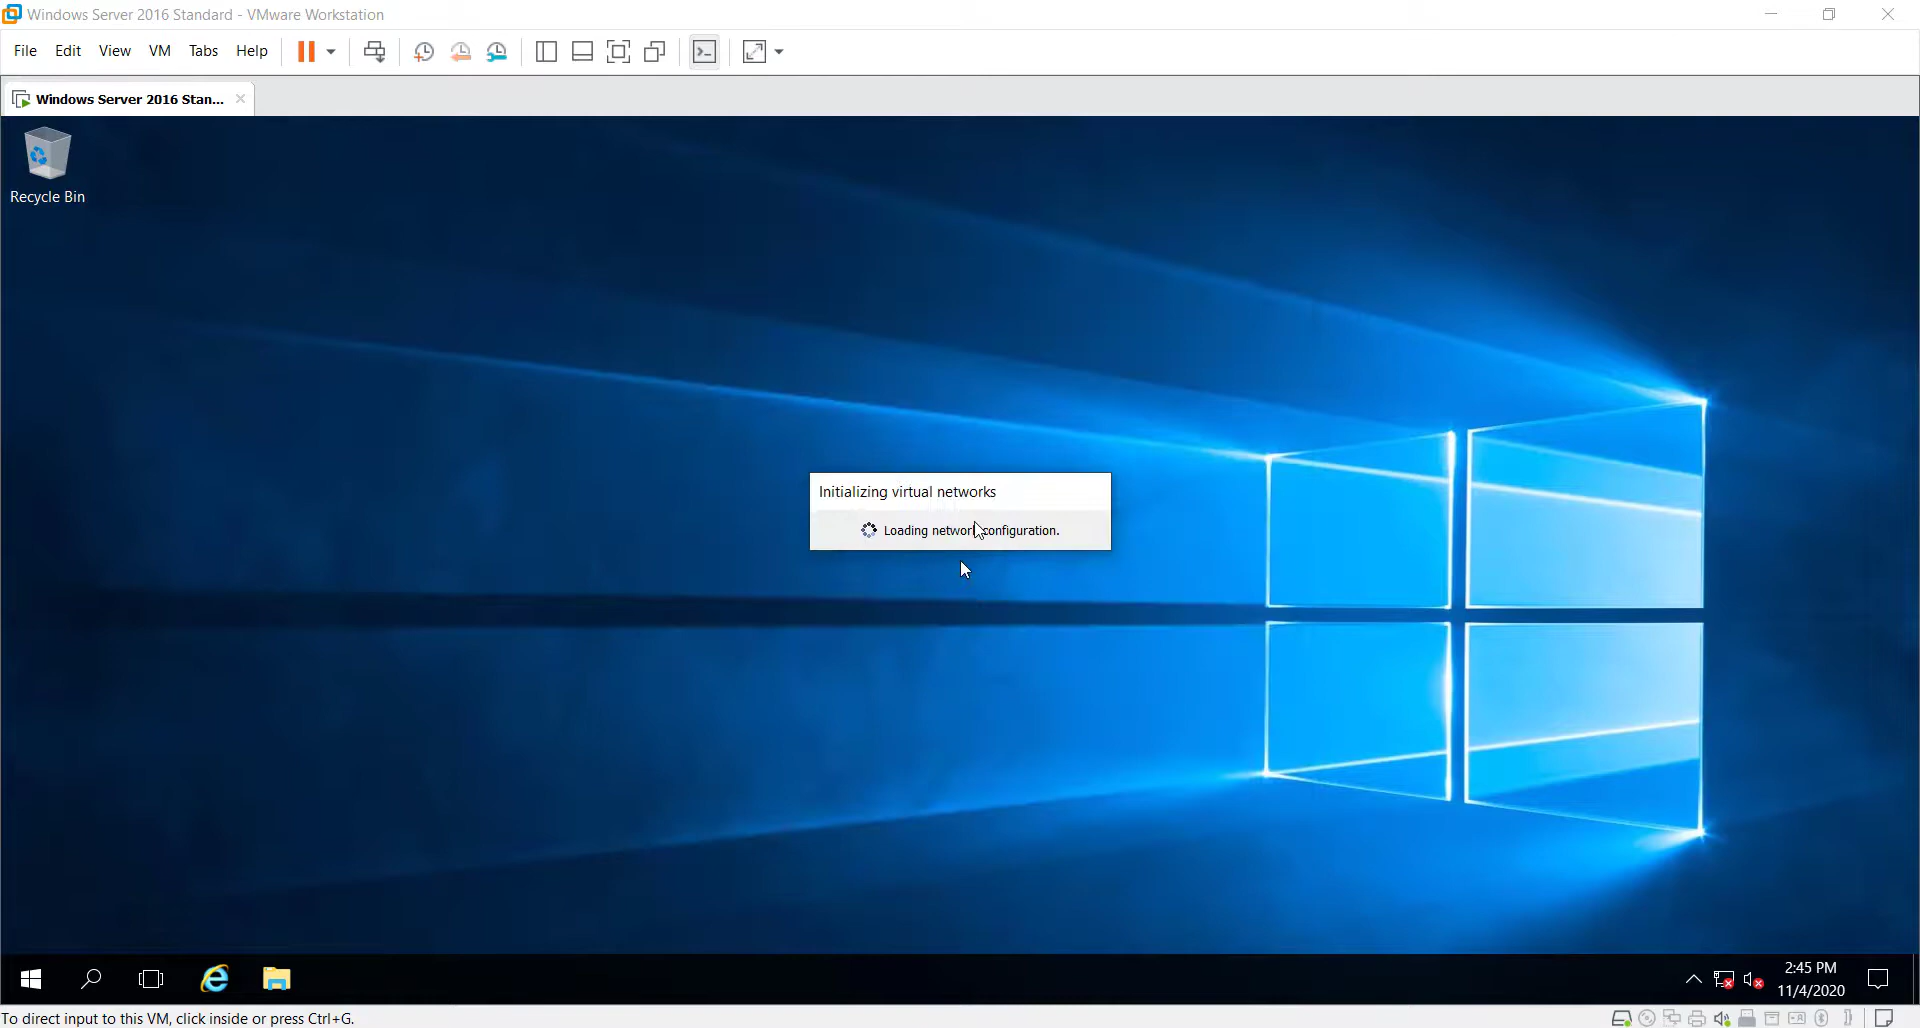 Windows Server 2016 Standard - VMware Workstation
File Edit View VM Tabs Help
Windows Server 2016 Stan...
Recycle Bin
Initializing virtual networks
Loading network configuration.
2:45 PM
11/4/2020
To direct input to this VM, click inside or press Ctrl+G.